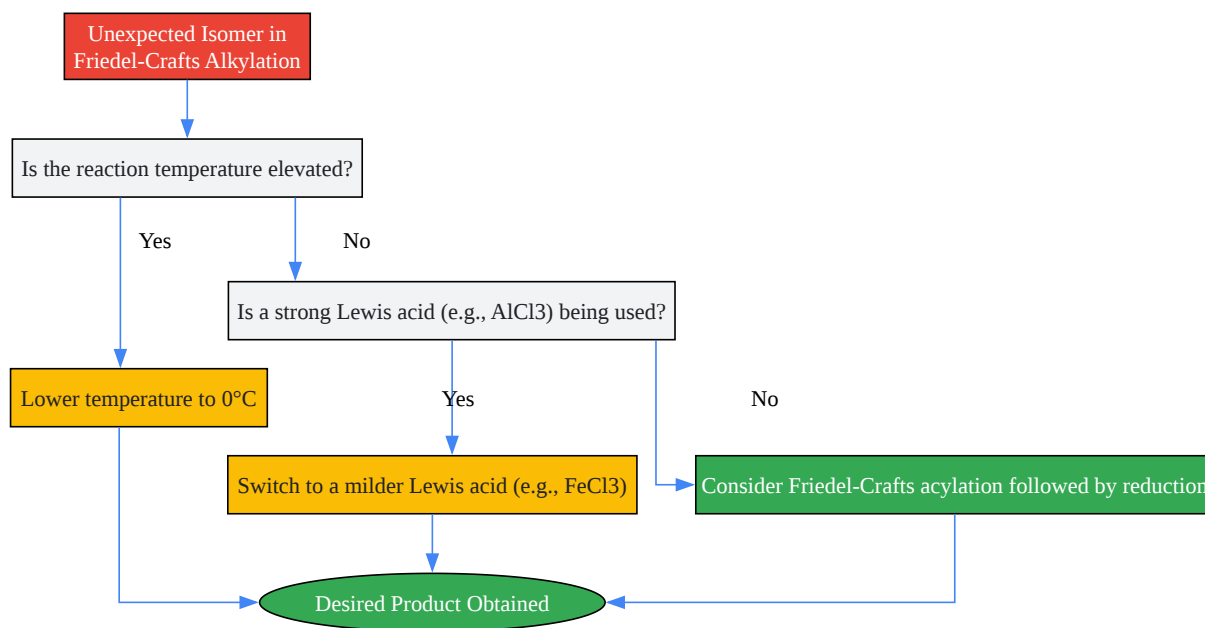 Unexpected Isomer in
Friedel-Crafts Alkylation
Is the reaction temperature elevated?
Yes
No
Is a strong Lewis acid (e.g., AlCl3) being used?
Lower temperature to 0°C
Yes
No
Switch to a milder Lewis acid (e.g., FeCl3)
Consider Friedel-Crafts acylation followed by reduction
Desired Product Obtained